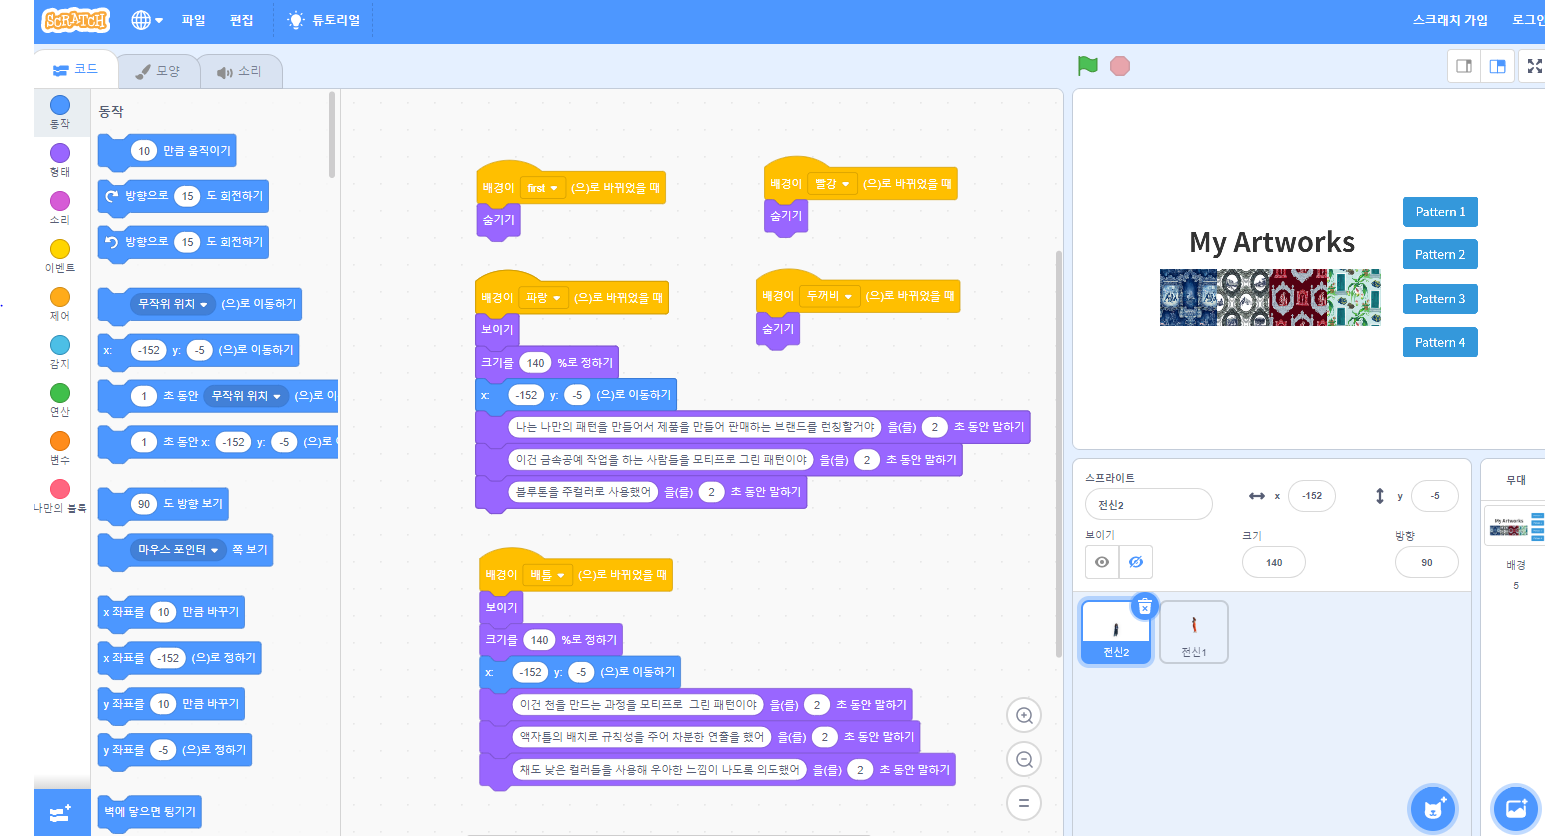 SCRATCH 파일 편집 튜토리얼 스크래치 가입 로그인
코드 모양 소리
동작
형태
소리
이벤트
제어
감지
연산
변수
나만의 블록
동작
10 만큼 움직이기
방향으로 15 도 회전하기
방향으로 15 도 회전하기
무작위 위치 (으)로 이동하기
x: -152 y: -5 (으)로 이동하기
1 초 동안 무작위 위치 (으)로 이
1 초 동안 x: -152 y: -5 (으)로
90 도 방향 보기
마우스 포인터 쪽 보기
x 좌표를 10 만큼 바꾸기
x 좌표를 -152 (으)로 정하기
y 좌표를 10 만큼 바꾸기
y 좌표를 -5 (으)로 정하기
벽에 닿으면 튕기기
배경이 first (으)로 바뀌었을 때
숨기기
배경이 빨강 (으)로 바뀌었을 때
숨기기
배경이 파랑 (으)로 바뀌었을 때
보이기
크기를 140 %로 정하기
x: -152 y: -5 (으)로 이동하기
나는 나만의 패턴을 만들어서 제품을 만들어 판매하는 브랜드를 런칭할거야 을(를) 2 초 동안 말하기
이건 금속공예 작업을 하는 사람들을 모티프로 그린 패턴이야 을(를) 2 초 동안 말하기
블루톤을 주컬러로 사용했어 을(를) 2 초 동안 말하기
배경이 두꺼비 (으)로 바뀌었을 때
숨기기
배경이 배틀 (으)로 바뀌었을 때
보이기
크기를 140 %로 정하기
x: -152 y: -5 (으)로 이동하기
이건 천을 만드는 과정을 모티프로 그린 패턴이야 을(를) 2 초 동안 말하기
액자틀의 배치로 규칙성을 주어 차분한 연출을 했어 을(를) 2 초 동안 말하기
채도 낮은 컬러들을 사용해 우아한 느낌이 나도록 의도했어 을(를) 2 초 동안 말하기
My Artworks
Pattern 1
Pattern 2
Pattern 3
Pattern 4
스프라이트
전신2 x -152 y -5
보이기 크기 방향
140 90
전신2 전신1
무대
My Artworks
배경
5